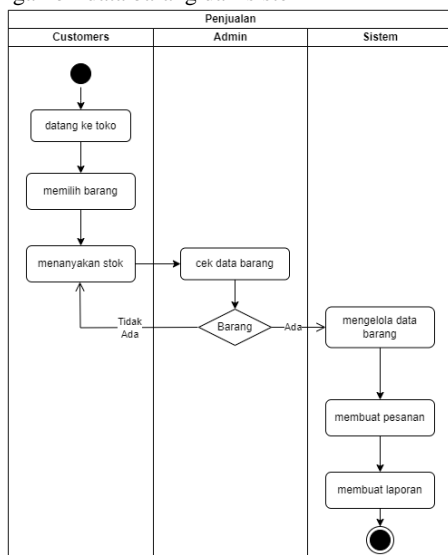 Penjualan
Customers
Admin
Sistem
datang ke toko
memilih barang
menanyakan stok
cek data barang
Tidak
Ada
Barang
Ada
mengelola data
barang
membuat pesanan
membuat laporan